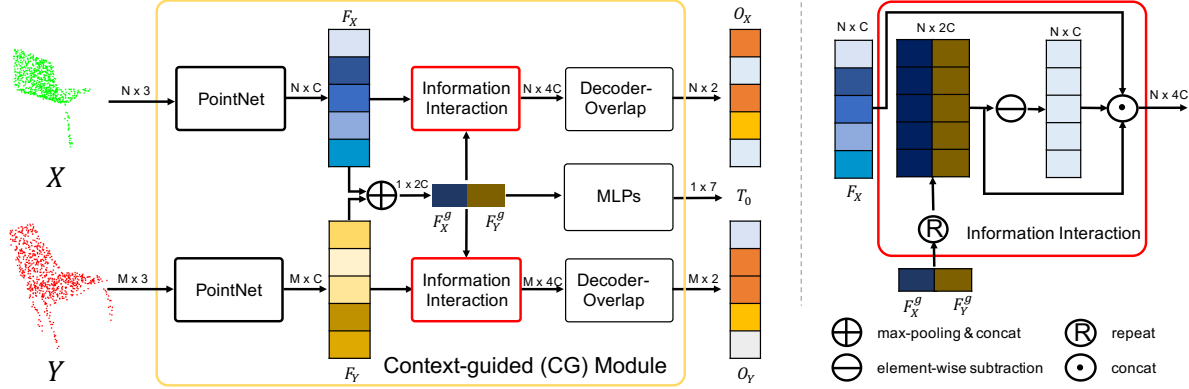 F_X
O_X
N x 3
PointNet
N x C
Information
Interaction
N x 4C
Decoder-
Overlap
N x 2
X
1 x 2C
F_X^g
F_Y^g
MLPs
1 x 7
T_0
M x 3
PointNet
M x C
Information
Interaction
M x 4C
Decoder-
Overlap
M x 2
Y
F_Y
Context-guided (CG) Module
O_Y
N x C
N x 2C
N x C
N x 4C
F_X
R
Information Interaction
F_X^g
F_Y^g
max-pooling & concat
R
repeat
element-wise subtraction
concat